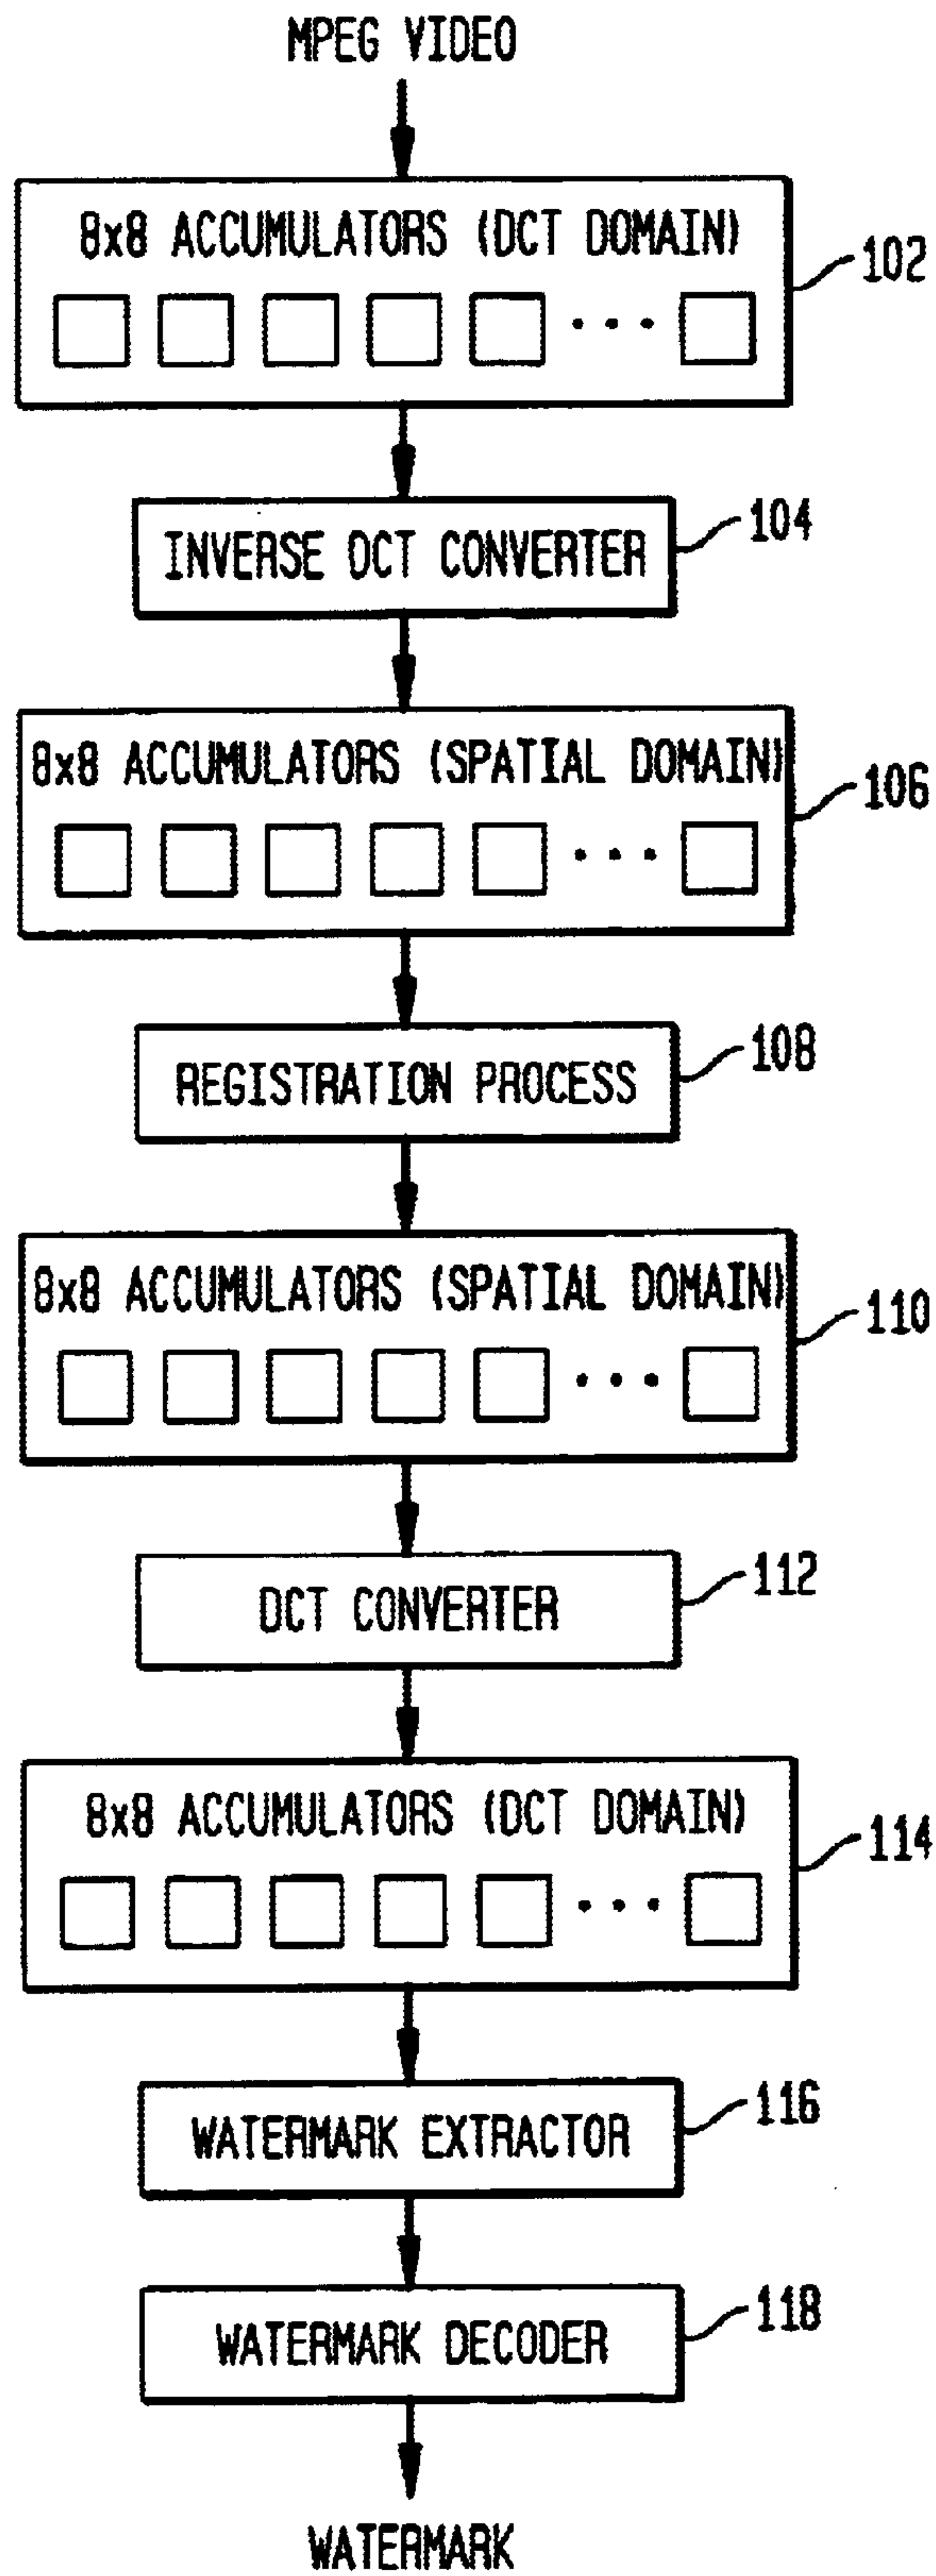 MPEG VIDEO
8x8 ACCUMULATORS (DCT DOMAIN)
102
INVERSE DCT CONVERTER
104
8x8 ACCUMULATORS (SPATIAL DOMAIN)
106
REGISTRATION PROCESS
108
8x8 ACCUMULATORS (SPATIAL DOMAIN)
110
DCT CONVERTER
112
8x8 ACCUMULATORS (DCT DOMAIN)
114
WATERMARK EXTRACTOR
116
WATERMARK DECODER
118
WATERMARK